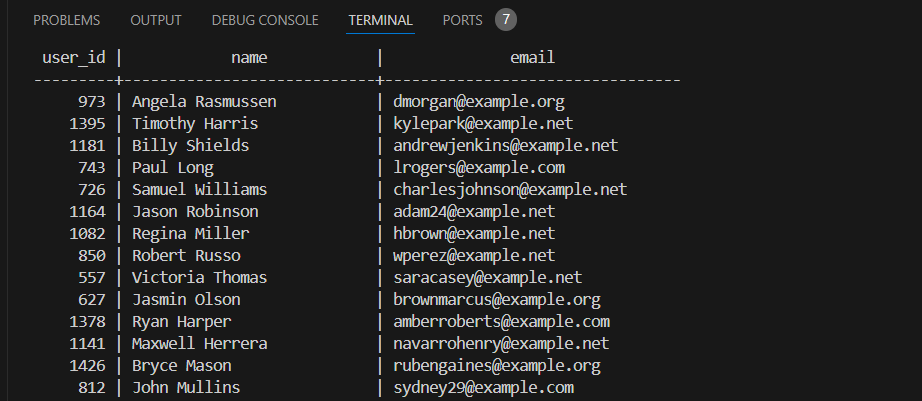 PROBLEMS OUTPUT DEBUG CONSOLE TERMINAL PORTS 7
 user_id |            name            |              email
---------+----------------------------+---------------------------------
     973 | Angela Rasmussen           | dmorgan@example.org
    1395 | Timothy Harris             | kylepark@example.net
    1181 | Billy Shields              | andrewjenkins@example.net
     743 | Paul Long                  | lrogers@example.com
     726 | Samuel Williams            | charlesjohnson@example.net
    1164 | Jason Robinson             | adam24@example.net
    1082 | Regina Miller              | hbrown@example.net
     850 | Robert Russo               | wperez@example.net
     557 | Victoria Thomas            | saracasey@example.net
     627 | Jasmin Olson               | brownmarcus@example.org
    1378 | Ryan Harper                | amberroberts@example.com
    1141 | Maxwell Herrera            | navarrohenry@example.net
    1426 | Bryce Mason                | rubengaines@example.org
     812 | John Mullins               | sydney29@example.com